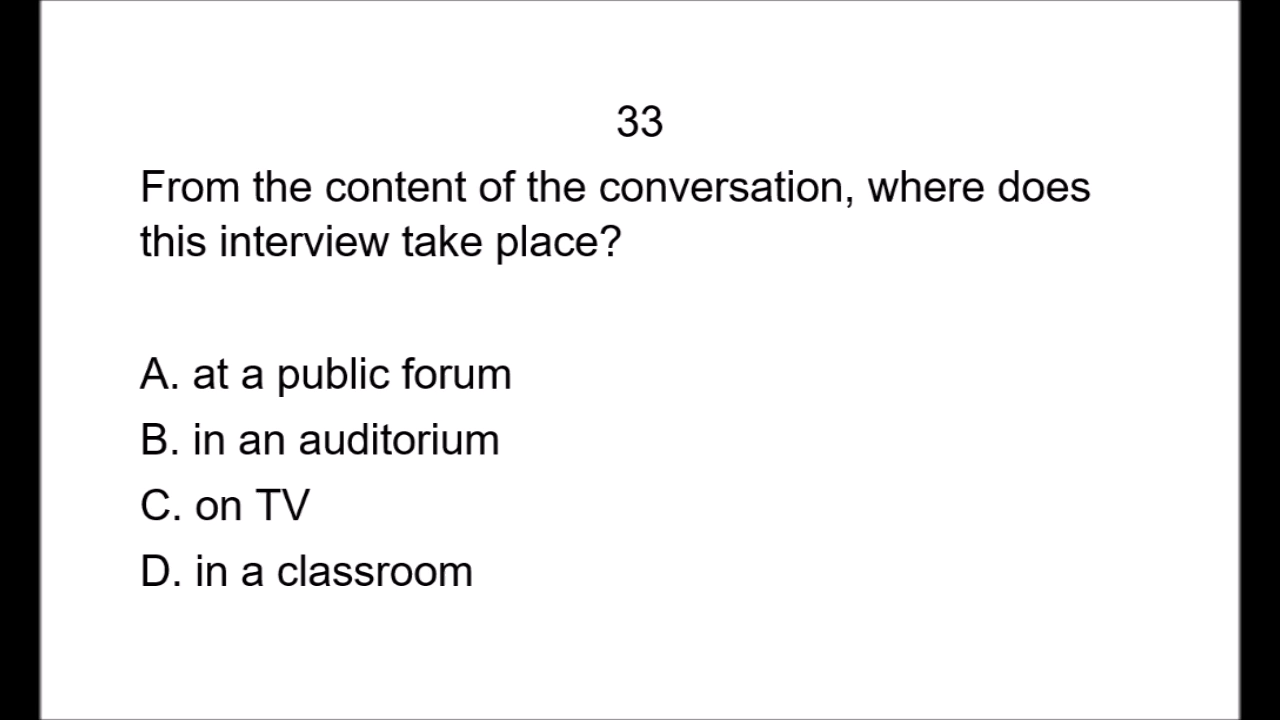 33
From the content of the conversation, where does
this interview take place?
A. at a public forum
B. in an auditorium
C. on TV
D. in a classroom